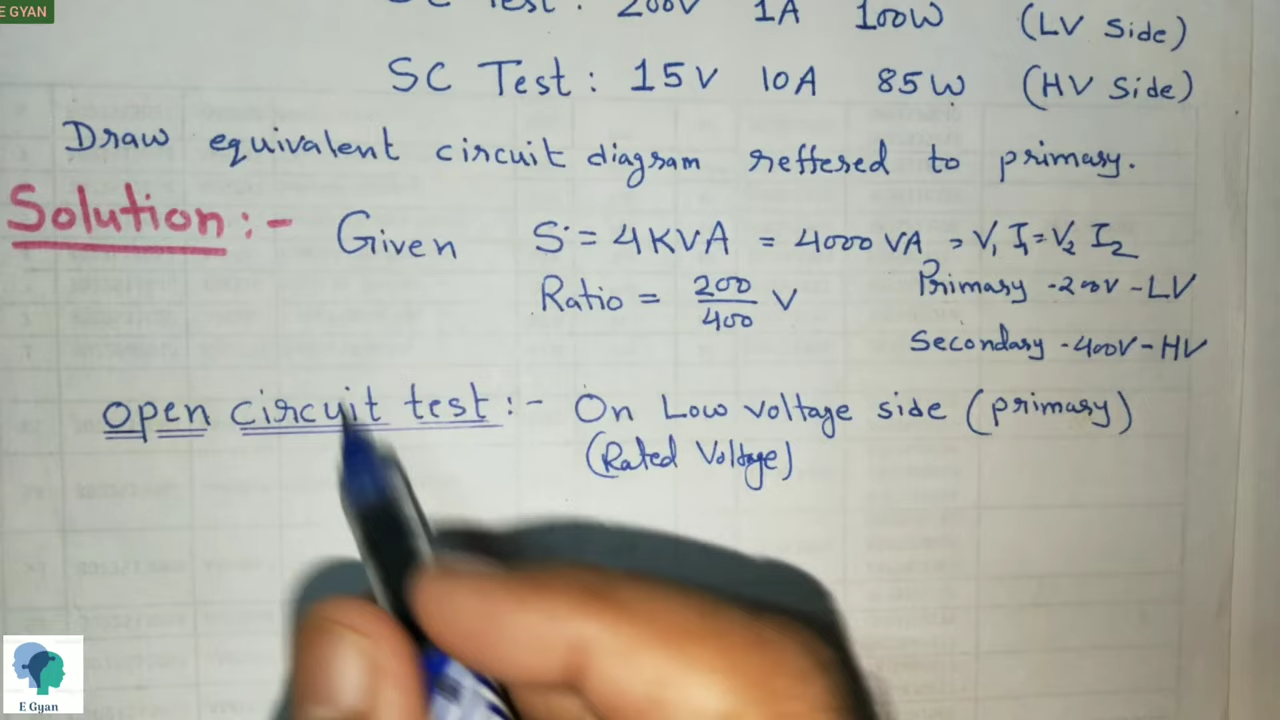 E GYAN
Test : 200V 1A 100W (LV Side)
SC Test : 15V 10A 85W (HV Side)
Draw equivalent circuit diagram reffered to primary.
Solution:- Given S = 4KVA = 4000 VA = V₁ I₁ = V₂ I₂
Ratio = 200/400 V
Primary - 200V - LV
Secondary - 400V - HV
open circuit test :- On Low voltage side (primary)
(Rated Voltage)
E Gyan